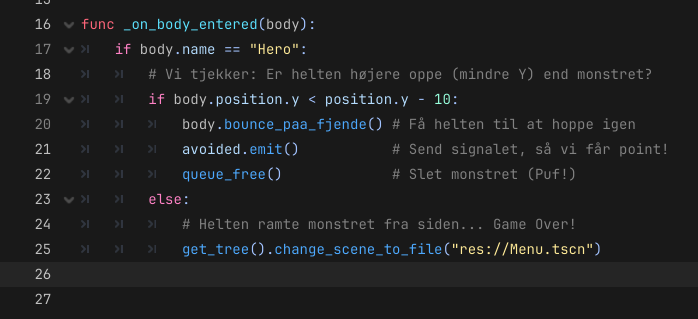 16 func _on_body_entered(body):
17 if body.name == "Hero":
18 # Vi tjekker: Er helten højere oppe (mindre Y) end monstret?
19 if body.position.y < position.y - 10:
20 body.bounce_paa_fjende() # Få helten til at hoppe igen
21 avoided.emit() # Send signalet, så vi får point!
22 queue_free() # Slet monstret (Puf!)
23 else:
24 # Helten ramte monstret fra siden... Game Over!
25 get_tree().change_scene_to_file("res://Menu.tscn")
26
27